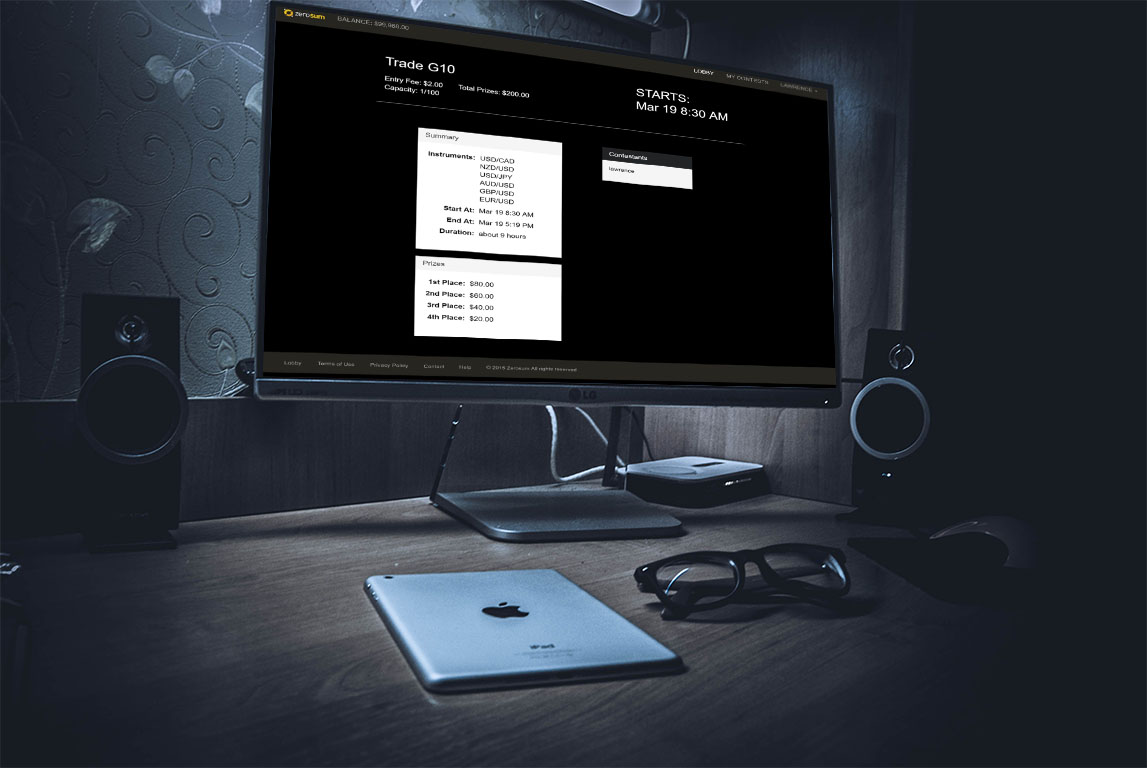 zerosum BALANCE: $99,960.00
LOBBY MY CONTESTS LAWRENCE
Trade G10
Entry Fee: $2.00 Total Prizes: $200.00
Capacity: 1/100
STARTS:
Mar 19 8:30 AM
Summary
Instruments: USD/CAD
NZD/USD
USD/JPY
AUD/USD
GBP/USD
EUR/USD
Start At: Mar 19 8:30 AM
End At: Mar 19 5:19 PM
Duration: about 9 hours
Contestants
lawrence
Prizes
1st Place: $80.00
2nd Place: $60.00
3rd Place: $40.00
4th Place: $20.00
Lobby Terms of Use Privacy Policy Contact Help © 2015 Zerosum All rights reserved
LG
iPad